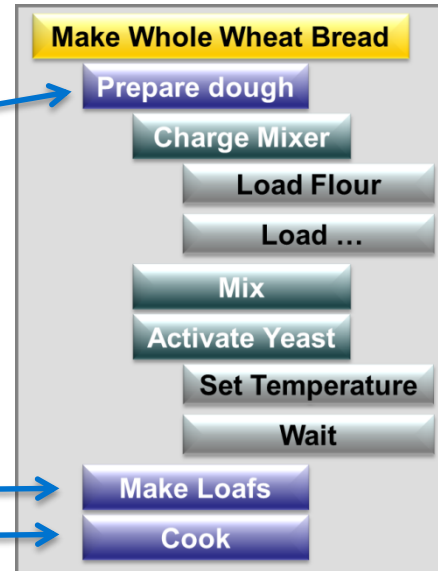 Make Whole Wheat Bread
Prepare dough
Charge Mixer
Load Flour
Load ...
Mix
Activate Yeast
Set Temperature
Wait
Make Loafs
Cook